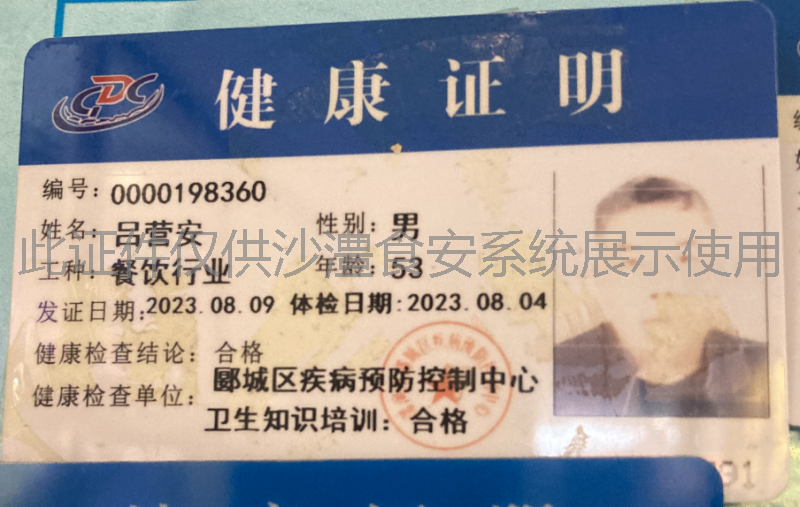 CDC
健康证明
编号：0000198360
姓名：吕营安 性别：男
此证件仅供沙澧食安系统展示使用
工种：餐饮行业 年龄：53
发证日期：2023.08.09 体检日期：2023.08.04
健康检查结论：合格
健康检查单位：郾城区疾病预防控制中心
卫生知识培训：合格
91